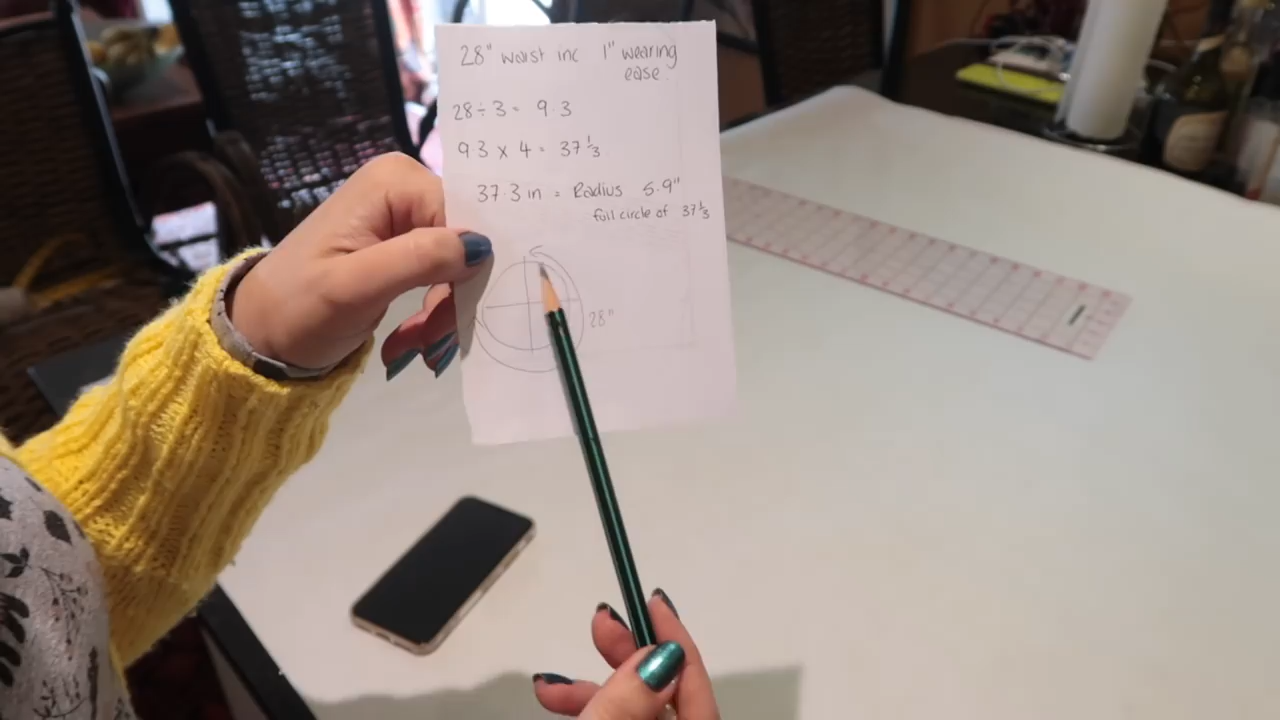 28" waist inc 1" wearing
ease.
28÷3= 9.3
9.3 x 4 = 37 1/3
37.3 in = Radius 5.9"
full circle of 37 1/3
28"